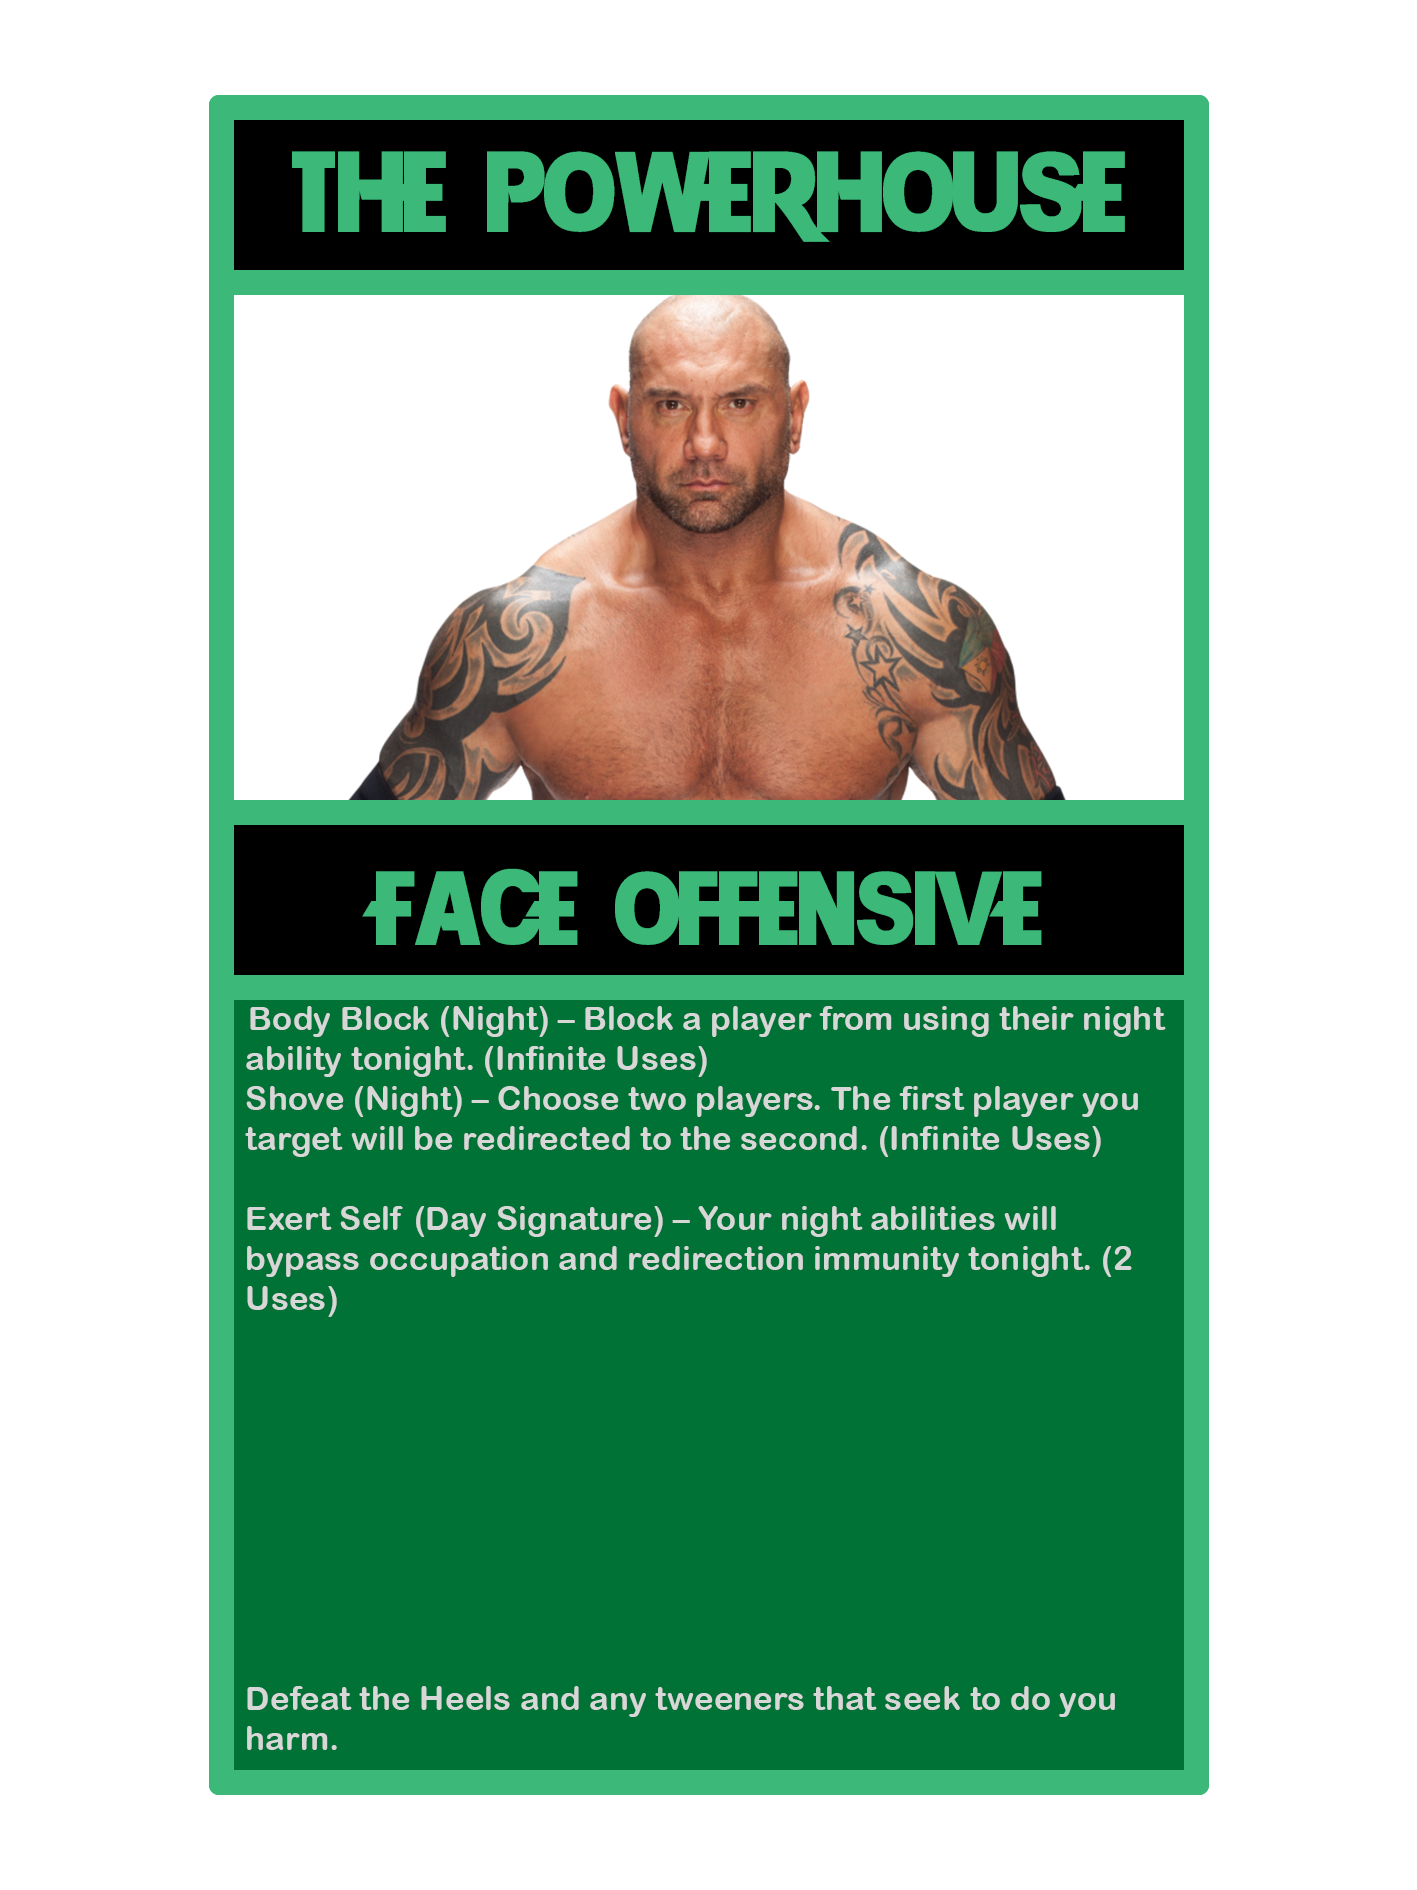 THE POWERHOUSE
FACE OFFENSIVE
Body Block (Night) – Block a player from using their night
ability tonight. (Infinite Uses)
Shove (Night) – Choose two players. The first player you
target will be redirected to the second. (Infinite Uses)
Exert Self (Day Signature) – Your night abilities will
bypass occupation and redirection immunity tonight. (2
Uses)
Defeat the Heels and any tweeners that seek to do you
harm.